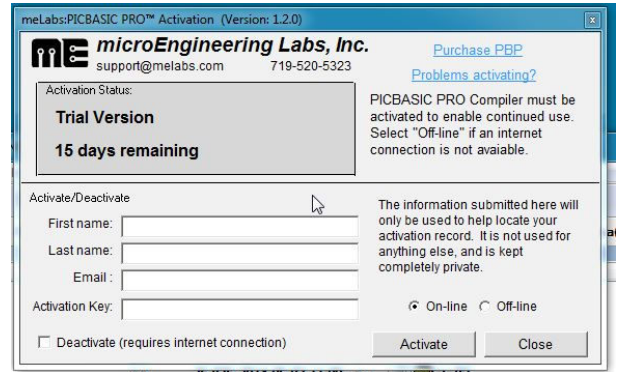 meLabs:PICBASIC PRO™ Activation (Version: 1.2.0)
mE microEngineering Labs, Inc.
support@melabs.com 719-520-5323
Purchase PBP
Problems activating?
Activation Status:
Trial Version
15 days remaining
PICBASIC PRO Compiler must be
activated to enable continued use.
Select "Off-line" if an internet
connection is not avaiable.
Activate/Deactivate
First name:
Last name:
Email :
Activation Key:
The information submitted here will
only be used to help locate your
activation record. It is not used for
anything else, and is kept
completely private.
On-line Off-line
Deactivate (requires internet connection)
Activate Close